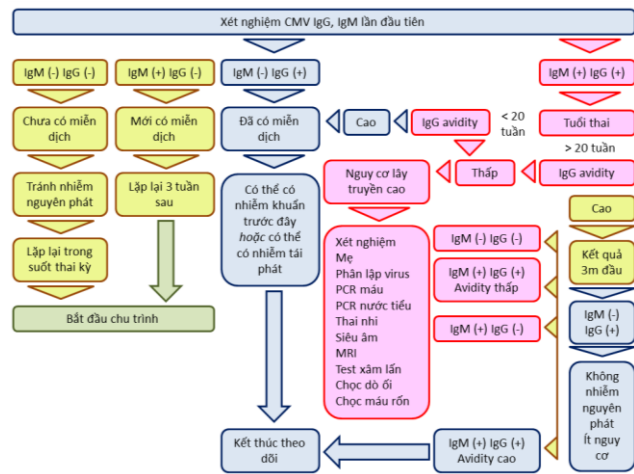 Xét nghiệm CMV IgG, IgM lần đầu tiên
IgM (-) IgG (-)
IgM (+) IgG (-)
IgM (-) IgG (+)
IgM (+) IgG (+)
Chưa có miễn
dịch
Mới có miễn
dịch
Đã có miễn
dịch
Cao
IgG avidity
< 20
tuần
Tuổi thai
> 20 tuần
Tránh nhiễm
nguyên phát
Lặp lại 3 tuần
sau
Có thể có
nhiễm khuẩn
trước đây
hoặc có thể
có nhiễm tái
phát
Nguy cơ lây
truyền cao
Thấp
IgG avidity
Lặp lại trong
suốt thai kỳ
Bắt đầu chu trình
Xét nghiệm
Mẹ
Phân lập virus
PCR máu
PCR nước tiểu
Thai nhi
Siêu âm
MRI
Test xâm lấn
Chọc dò ối
Chọc máu rốn
IgM (-) IgG (-)
IgM (+) IgG (+)
Avidity thấp
IgM (+) IgG (-)
Cao
Kết quả
3m đầu
IgM (-)
IgG (+)
Không
nhiễm
nguyên
phát
Ít nguy
cơ
Kết thúc theo
dõi
IgM (+) IgG (+)
Avidity cao